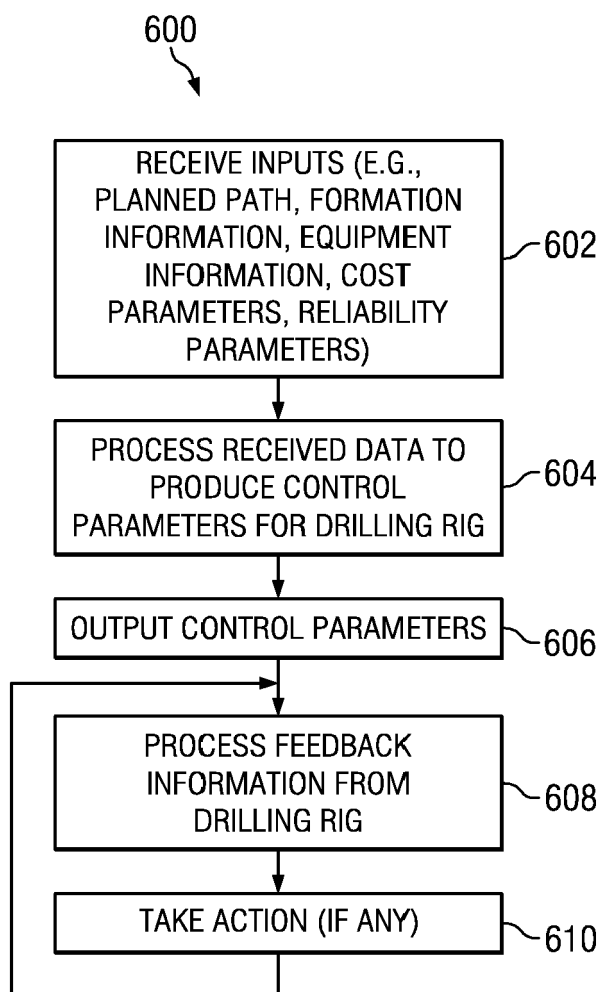 600
RECEIVE INPUTS (E.G.,
PLANNED PATH, FORMATION
INFORMATION, EQUIPMENT
INFORMATION, COST
PARAMETERS, RELIABILITY
PARAMETERS)
602
PROCESS RECEIVED DATA TO
PRODUCE CONTROL
PARAMETERS FOR DRILLING RIG
604
OUTPUT CONTROL PARAMETERS
606
PROCESS FEEDBACK
INFORMATION FROM
DRILLING RIG
608
TAKE ACTION (IF ANY)
610